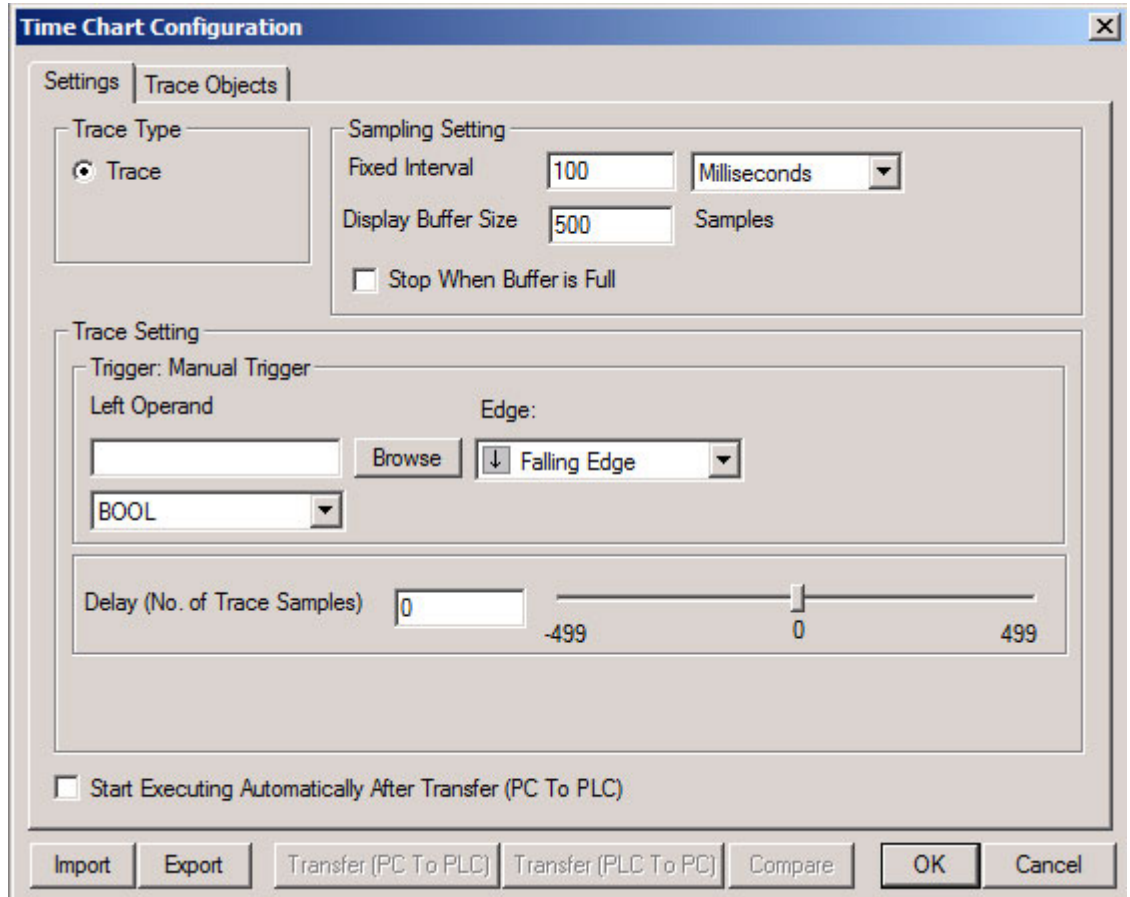 Time Chart Configuration
Settings Trace Objects
Trace Type
Trace
Sampling Setting
Fixed Interval 100 Milliseconds
Display Buffer Size 500 Samples
Stop When Buffer is Full
Trace Setting
Trigger: Manual Trigger
Left Operand Edge:
Browse Falling Edge
BOOL
Delay (No. of Trace Samples) 0
-499 0 499
Start Executing Automatically After Transfer (PC To PLC)
Import Export Transfer (PC To PLC) Transfer (PLC To PC) Compare OK Cancel